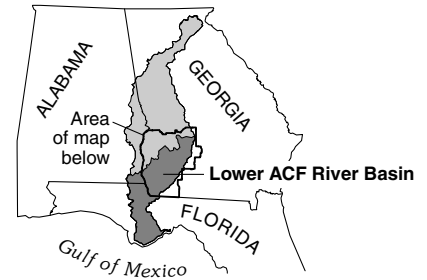 ALABAMA
GEORGIA
Area
of map
below
Lower ACF River Basin
FLORIDA
Gulf of Mexico